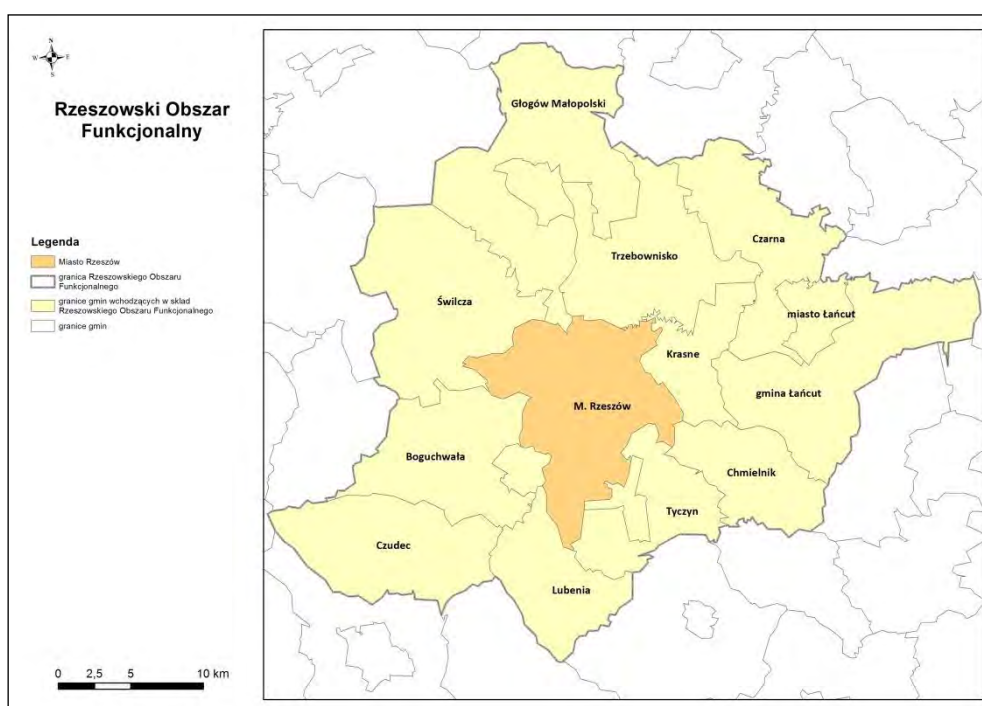 N
W E
S
Rzeszowski Obszar
Funkcjonalny
Legenda
Miasto Rzeszów
granica Rzeszowskiego Obszaru
Funkcjonalnego
granice gmin wchodzących w skład
Rzeszowskiego Obszaru Funkcjonalnego
granice gmin
0 2,5 5 10 km
Głogów Małopolski
Czarna
Trzebownisko
Świlcza
miasto Łańcut
Krasne
gmina Łańcut
M. Rzeszów
Boguchwała
Chmielnik
Tyczyn
Czudec
Lubenia